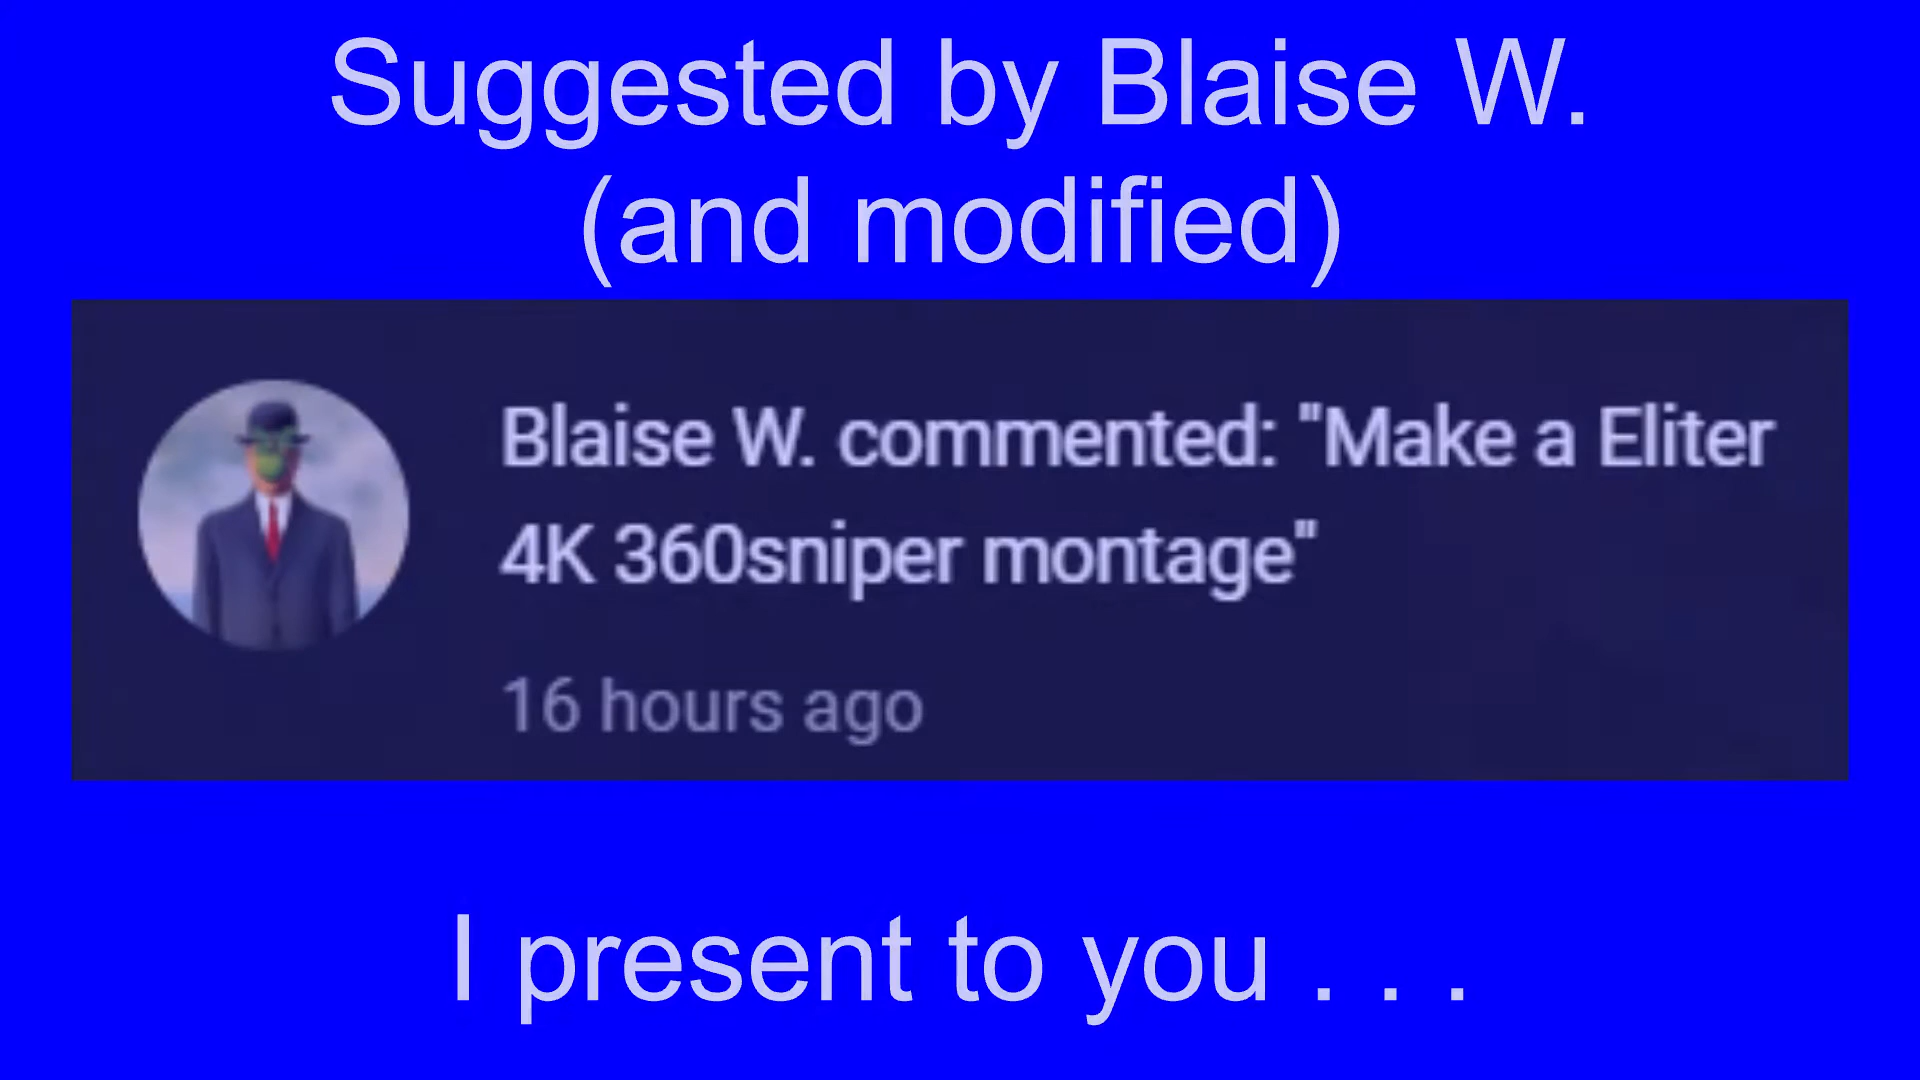 Suggested by Blaise W.
(and modified)
Blaise W. commented: "Make a Eliter
4K 360sniper montage"
16 hours ago
I present to you . . .